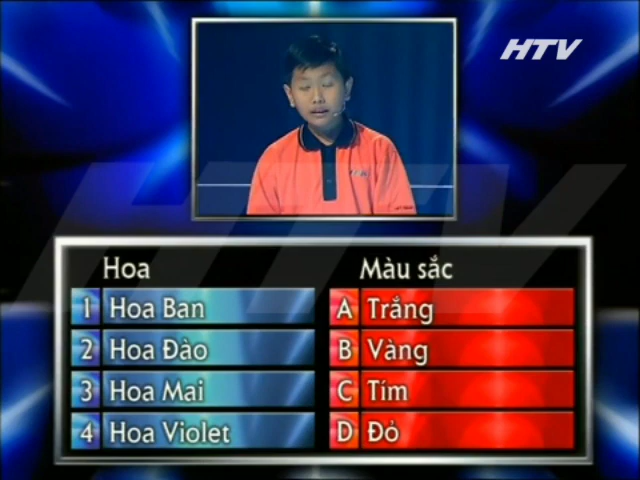 HTV
HTV
Hoa Màu sắc
1 Hoa Ban A Trắng
2 Hoa Đào B Vàng
3 Hoa Mai C Tím
4 Hoa Violet D Đỏ